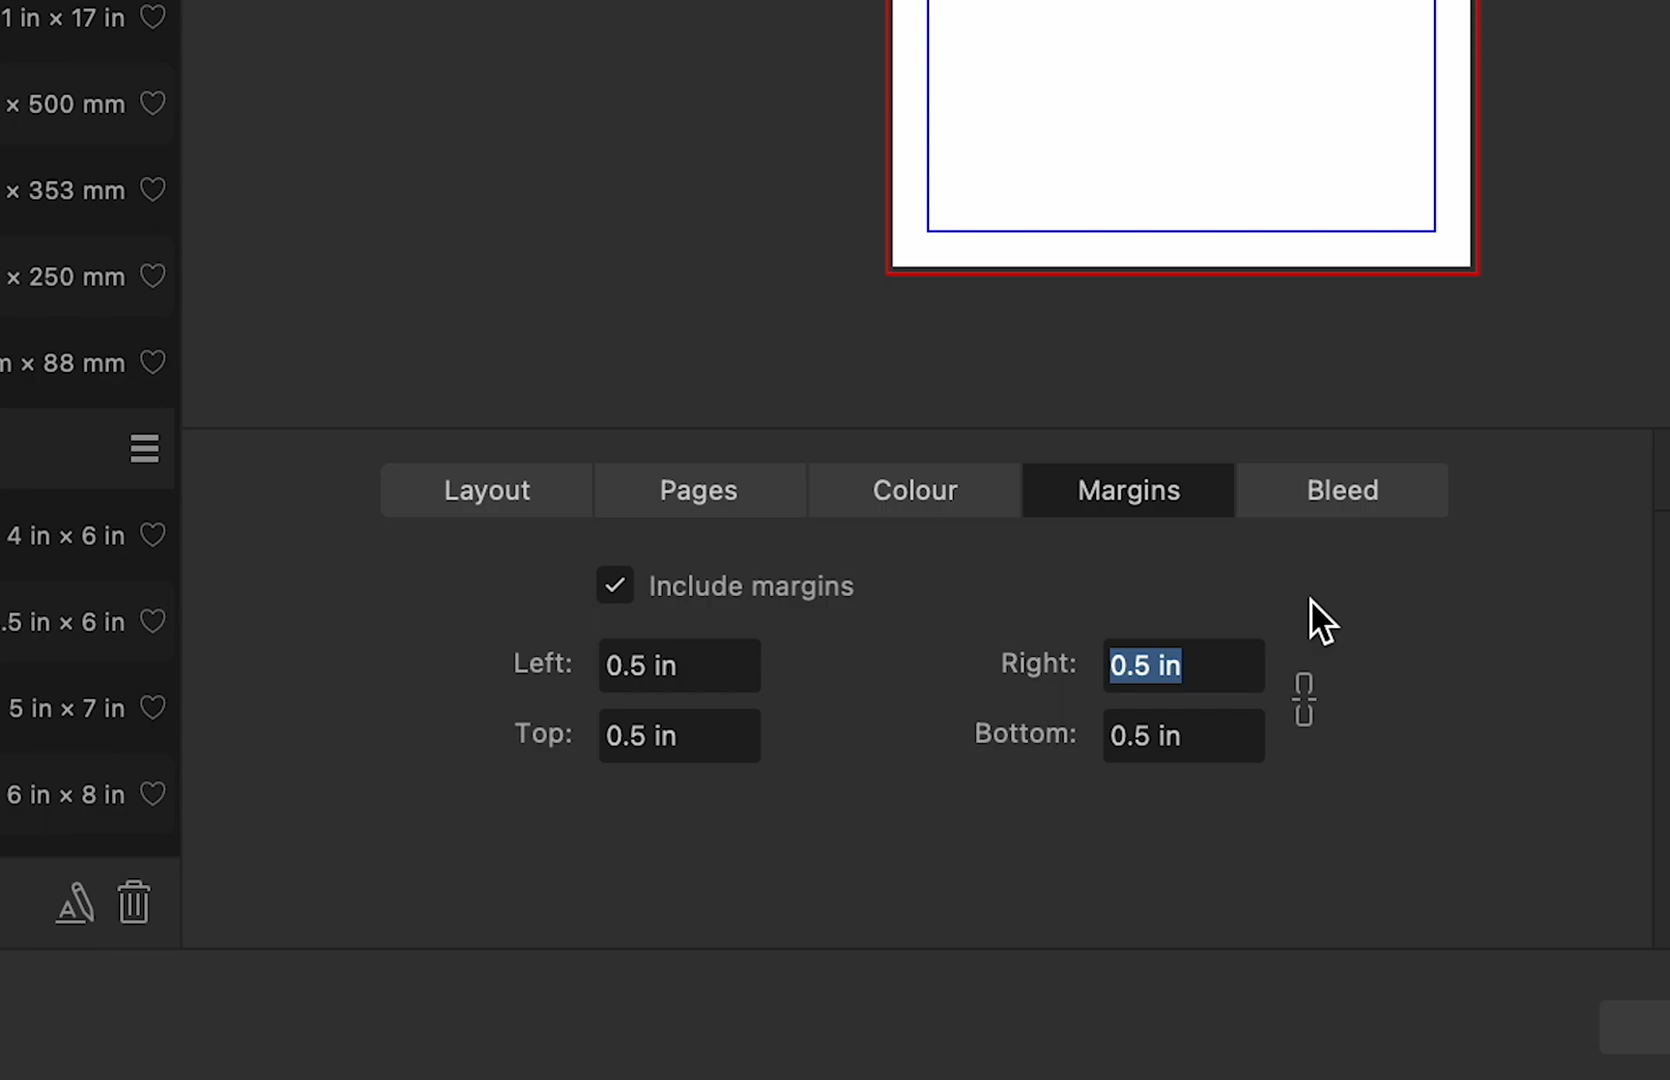 1 in × 17 in
× 500 mm
× 353 mm
× 250 mm
m × 88 mm
4 in × 6 in
.5 in × 6 in
5 in × 7 in
6 in × 8 in
Layout Pages Colour Margins Bleed
Include margins
Left: 0.5 in Right: 0.5 in
Top: 0.5 in Bottom: 0.5 in